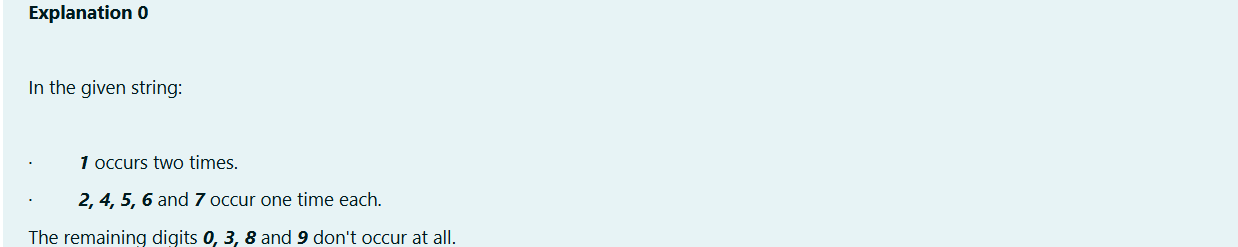 Explanation 0
In the given string:
· 1 occurs two times.
· 2, 4, 5, 6 and 7 occur one time each.
The remaining digits 0, 3, 8 and 9 don't occur at all.